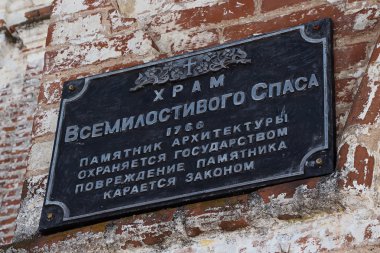 ХРАМ
ВСЕМИЛОСТИВОГО СПАСА
1766
ПАМЯТНИК АРХИТЕКТУРЫ
ОХРАНЯЕТСЯ ГОСУДАРСТВОМ
ПОВРЕЖДЕНИЕ ПАМЯТНИКА
КАРАЕТСЯ ЗАКОНОМ